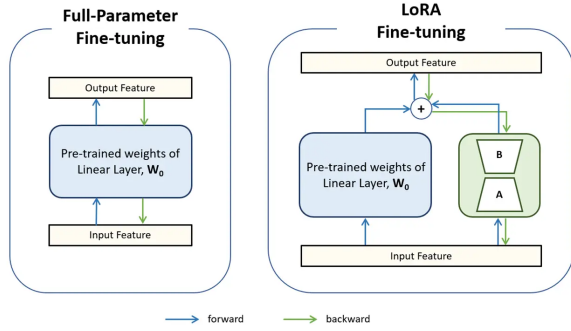 Full-Parameter
Fine-tuning
Output Feature
Pre-trained weights of
Linear Layer, W₀
Input Feature
LoRA
Fine-tuning
Output Feature
+
Pre-trained weights of
Linear Layer, W₀
B
A
Input Feature
forward
backward